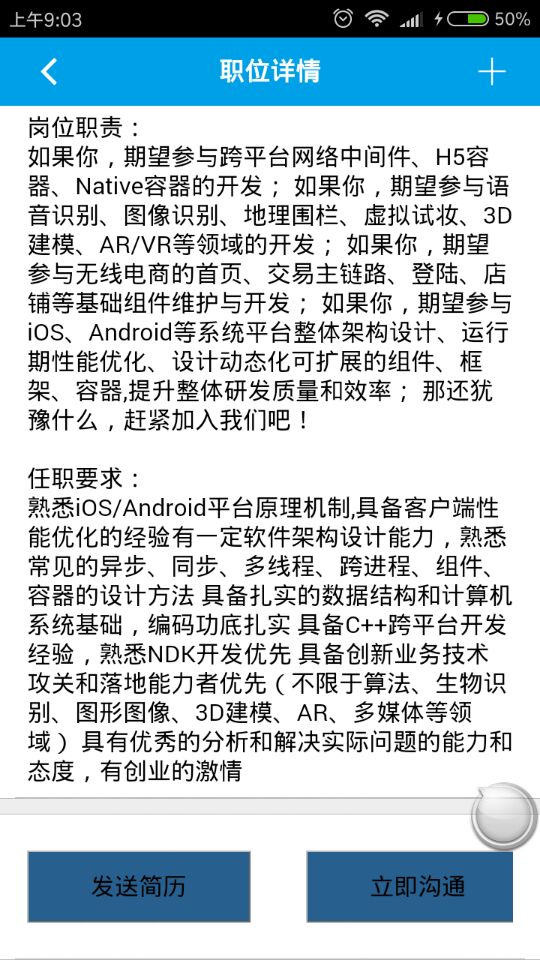 上午9:03
50%
职位详情
岗位职责：
如果你，期望参与跨平台网络中间件、H5容
器、Native容器的开发； 如果你，期望参与语
音识别、图像识别、地理围栏、虚拟试妆、3D
建模、AR/VR等领域的开发； 如果你，期望
参与无线电商的首页、交易主链路、登陆、店
铺等基础组件维护与开发； 如果你，期望参与
iOS、Android等系统平台整体架构设计、运行
期性能优化、设计动态化可扩展的组件、框
架、容器,提升整体研发质量和效率； 那还犹
豫什么，赶紧加入我们吧！
任职要求：
熟悉iOS/Android平台原理机制,具备客户端性
能优化的经验有一定软件架构设计能力，熟悉
常见的异步、同步、多线程、跨进程、组件、
容器的设计方法 具备扎实的数据结构和计算机
系统基础，编码功底扎实 具备C++跨平台开发
经验，熟悉NDK开发优先 具备创新业务技术
攻关和落地能力者优先（不限于算法、生物识
别、图形图像、3D建模、AR、多媒体等领
域） 具有优秀的分析和解决实际问题的能力和
态度，有创业的激情
发送简历
立即沟通